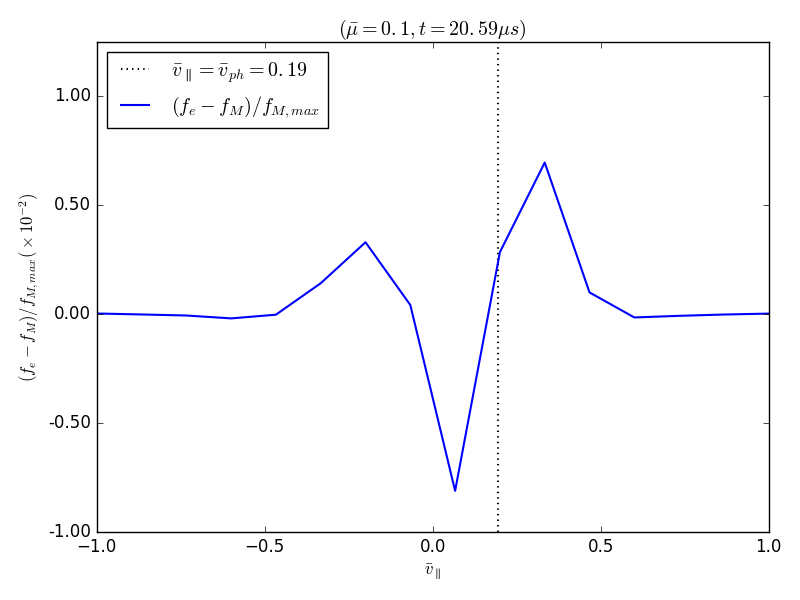 (μ̄ = 0.1, t = 20.59μs)
v̄∥ = v̄ph = 0.19
(fe − fM)/fM,max
1.00
0.50
0.00
-0.50
-1.00
(fe − fM)/fM,max(×10⁻²)
−1.0
−0.5
0.0
0.5
1.0
v̄∥